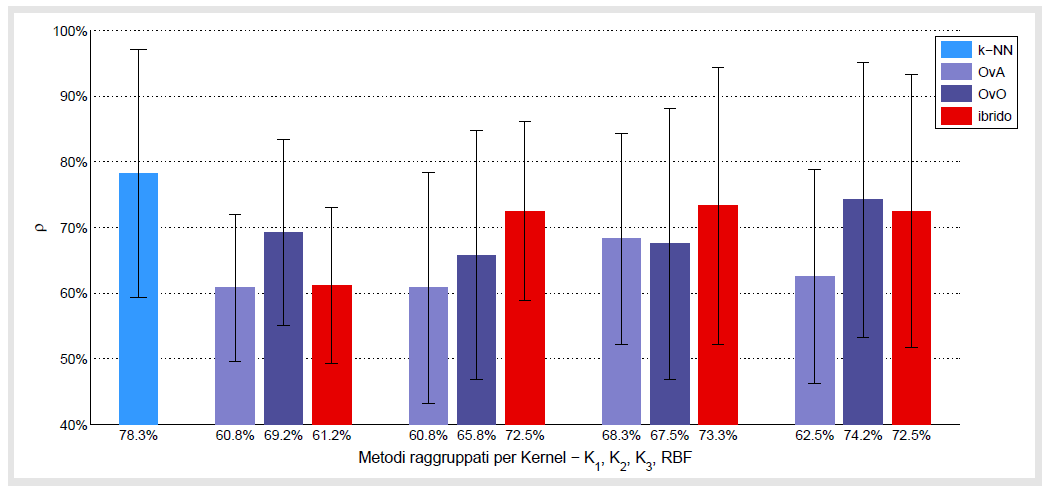 100%
90%
80%
70%
60%
50%
40%
ρ
k−NN
OvA
OvO
ibrido
78.3% 60.8% 69.2% 61.2% 60.8% 65.8% 72.5% 68.3% 67.5% 73.3% 62.5% 74.2% 72.5%
Metodi raggruppati per Kernel − K1, K2, K3, RBF